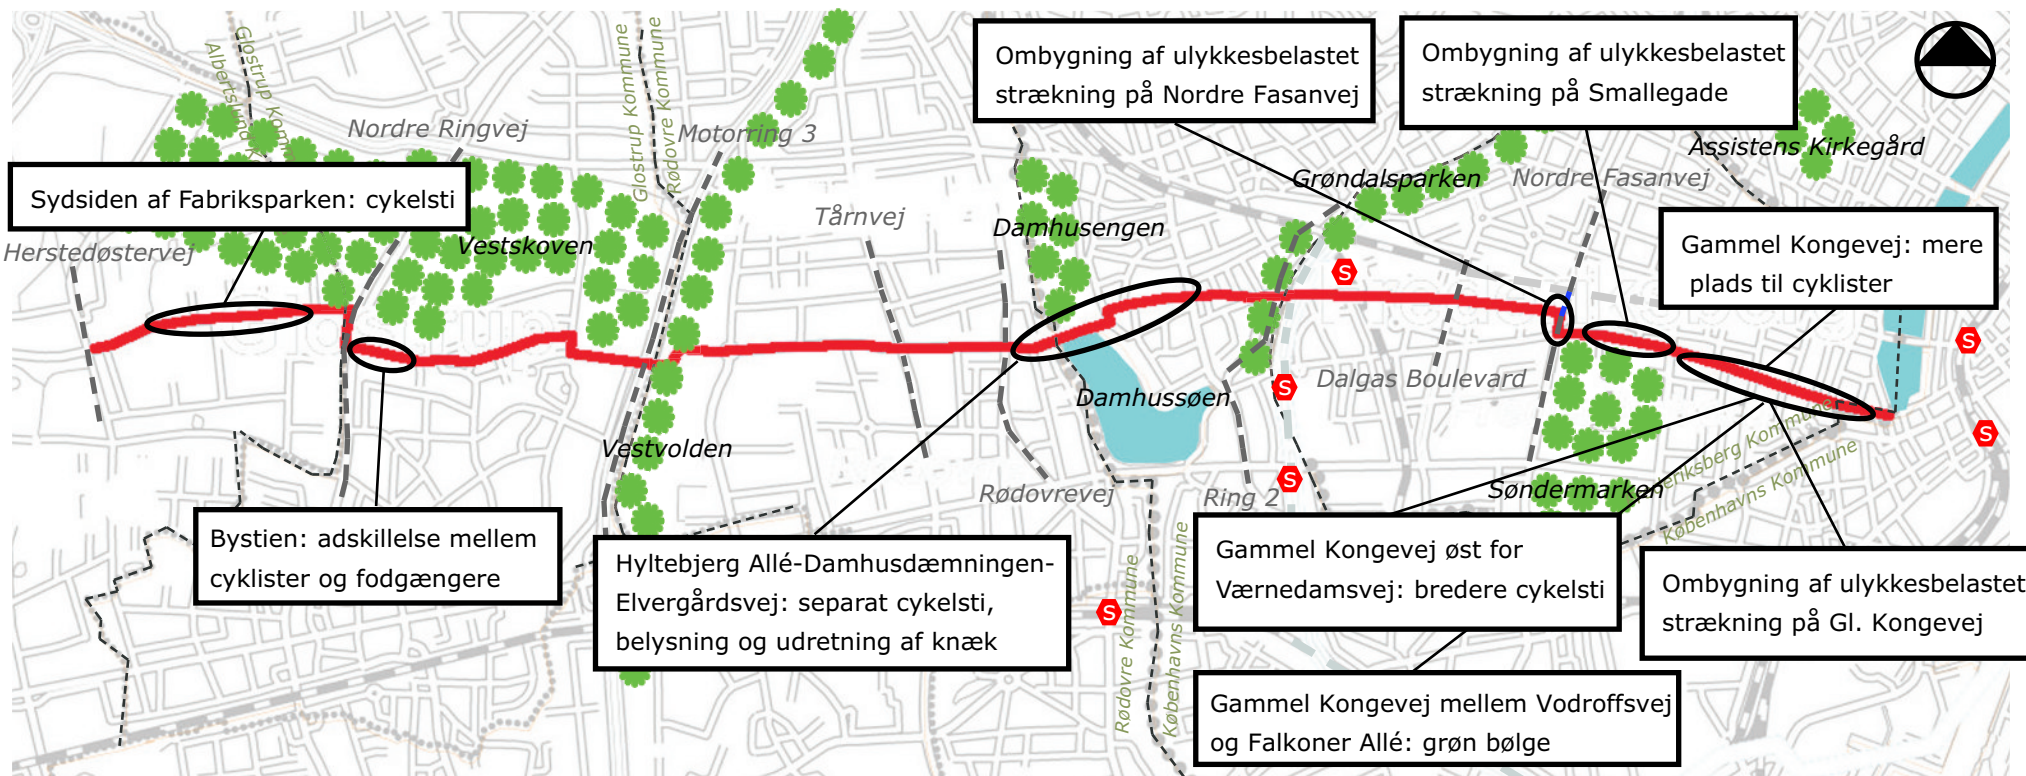 Ombygning af ulykkesbelastet
strækning på Nordre Fasanvej
Ombygning af ulykkesbelastet
strækning på Smallegade
Glostrup Kommune
Rødovre Kommune
Nordre Ringvej
Motorring 3
Assistens Kirkegård
Sydsiden af Fabriksparken: cykelsti
Grøndalsparken
Nordre Fasanvej
Tårnvej
Damhusengen
Herstedøstervej
Vestskoven
Gammel Kongevej: mere
plads til cyklister
S
S
Dalgas Boulevard
S
Damhussøen
Vestvolden
S
S
Rødovrevej
Ring 2
Søndermarken
Københavns Kommune
Bystien: adskillelse mellem
cyklister og fodgængere
Hyltebjerg Allé-Damhusdæmningen-
Elvergårdsvej: separat cykelsti,
belysning og udretning af knæk
S
Rødovre Kommune
Københavns Kommune
Gammel Kongevej øst for
Værnedamsvej: bredere cykelsti
Ombygning af ulykkesbelastet
strækning på Gl. Kongevej
Gammel Kongevej mellem Vodroffsvej
og Falkoner Allé: grøn bølge